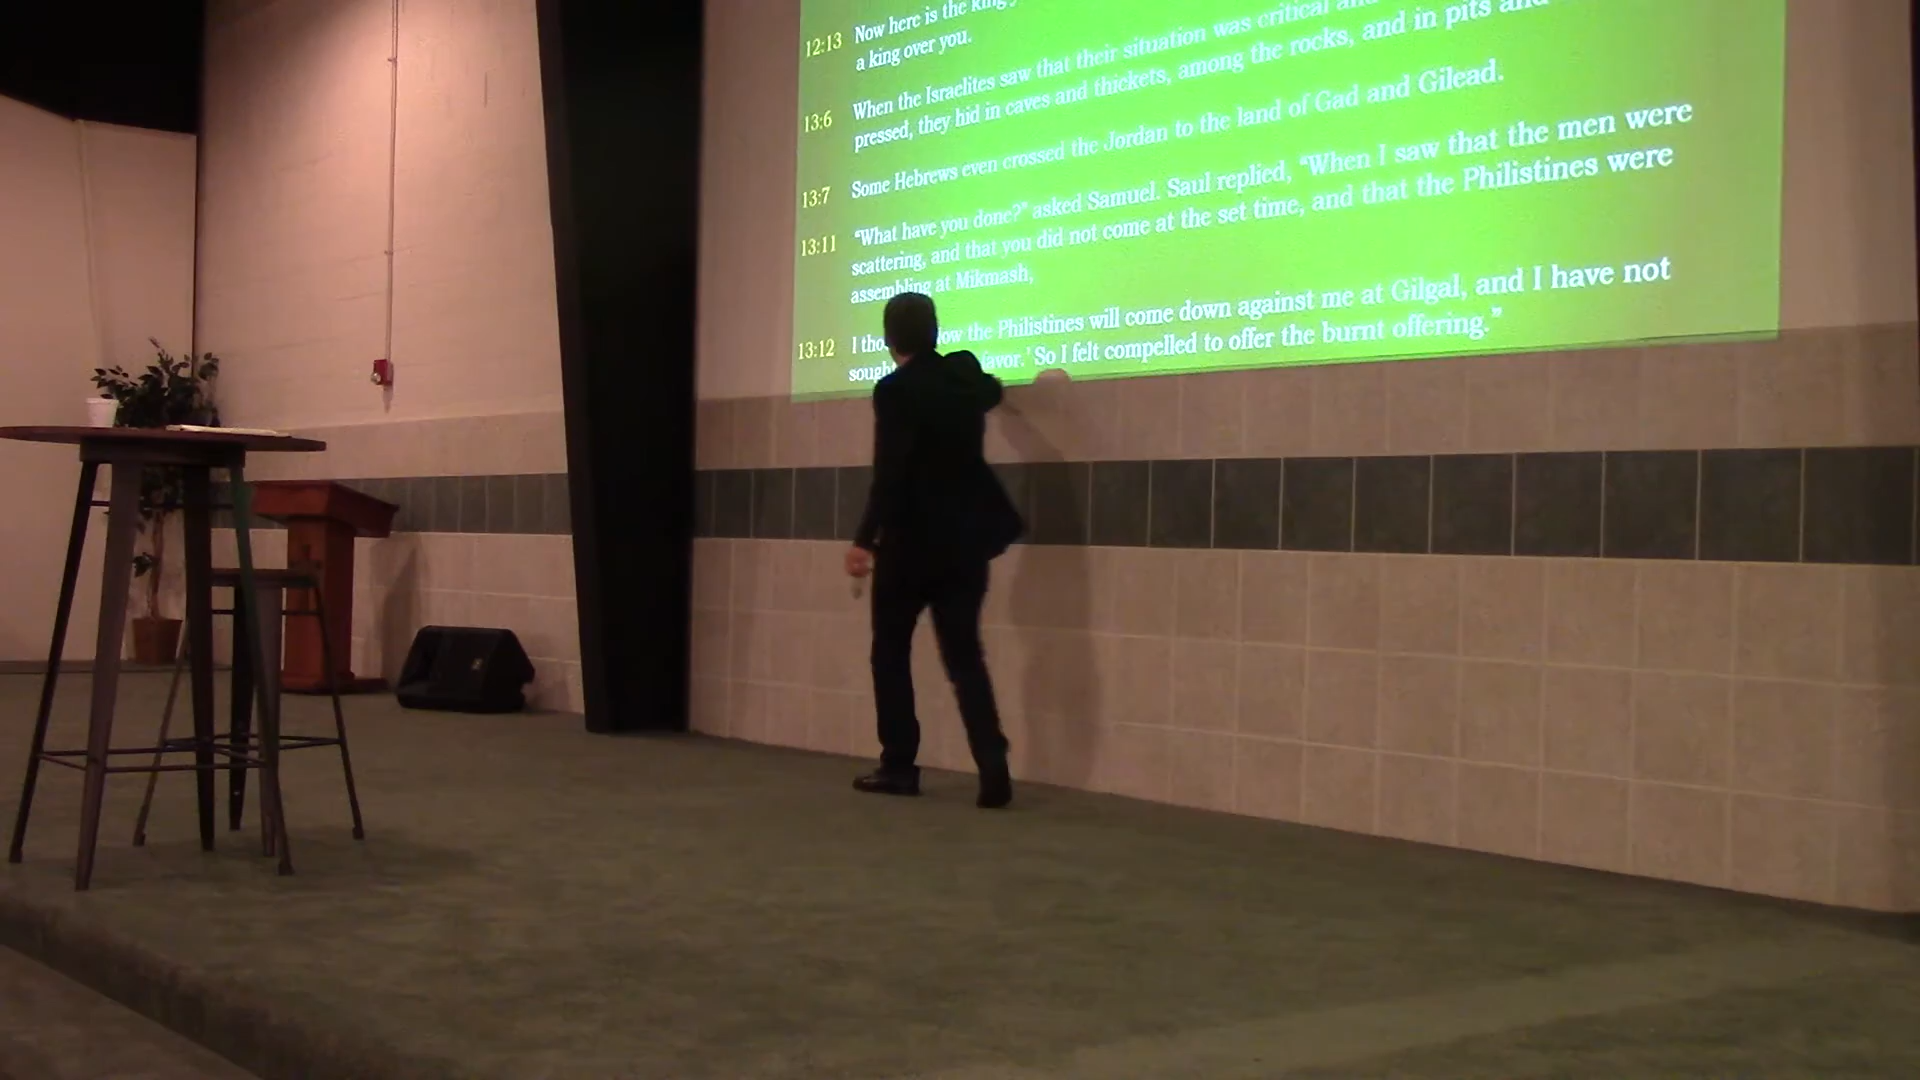 12:13 Now here is the king
a king over you.
13:6 When the Israelites saw that their situation was critical and
pressed, they hid in caves and thickets, among the rocks, and in pits and
13:7 Some Hebrews even crossed the Jordan to the land of Gad and Gilead.
13:11 “What have you done?” asked Samuel. Saul replied, “When I saw that the men were
scattering, and that you did not come at the set time, and that the Philistines were
assembling at Mikmash,
13:12 I tho ow the Philistines will come down against me at Gilgal, and I have not
sough favor.’ So I felt compelled to offer the burnt offering.”